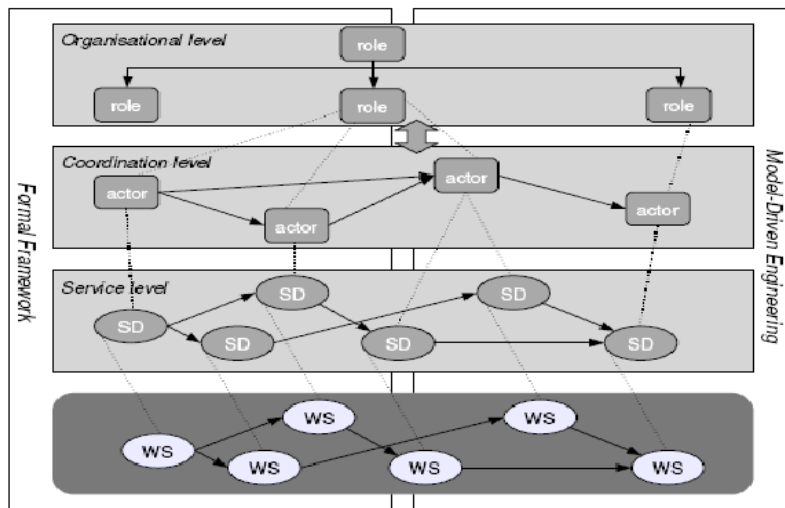 Organisational level
role
role
role
role
Coordination level
actor
actor
actor
actor
Service level
SD
SD
SD
SD
SD
SD
WS
WS
WS
WS
WS
WS
Formal Framework
Model-Driven Engineering